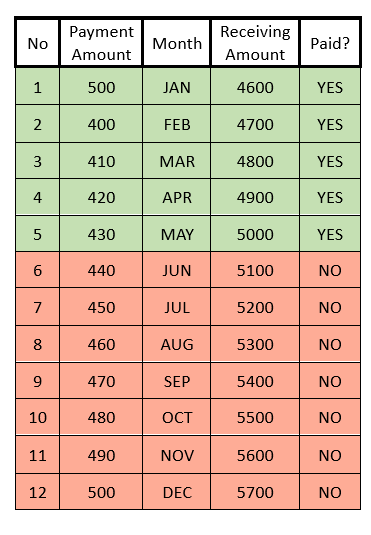 No Payment Amount Month Receiving Amount Paid?
1 500 JAN 4600 YES
2 400 FEB 4700 YES
3 410 MAR 4800 YES
4 420 APR 4900 YES
5 430 MAY 5000 YES
6 440 JUN 5100 NO
7 450 JUL 5200 NO
8 460 AUG 5300 NO
9 470 SEP 5400 NO
10 480 OCT 5500 NO
11 490 NOV 5600 NO
12 500 DEC 5700 NO